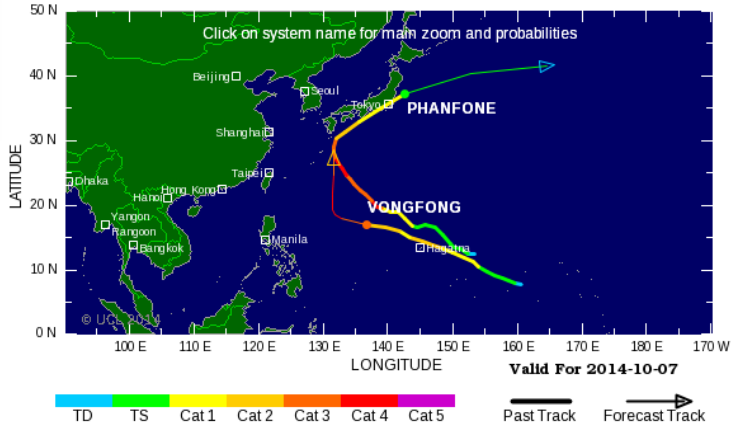 50 N
Click on system name for main zoom and probabilities
Beijing
Seoul
40 N
Tokyo
PHANFONE
Shanghai
30 N
Taipei
Dhaka
Hong Kong
Hanoi
VONGFONG
20 N
Yangon
Rangoon
Manila
Hagatna
Bangkok
10 N
© UCL 2014
0 N
LATITUDE
100 E 110 E 120 E 130 E 140 E 150 E 160 E 170 E 180 E 170 W
LONGITUDE
Valid For 2014-10-07
TD TS Cat 1 Cat 2 Cat 3 Cat 4 Cat 5 Past Track Forecast Track